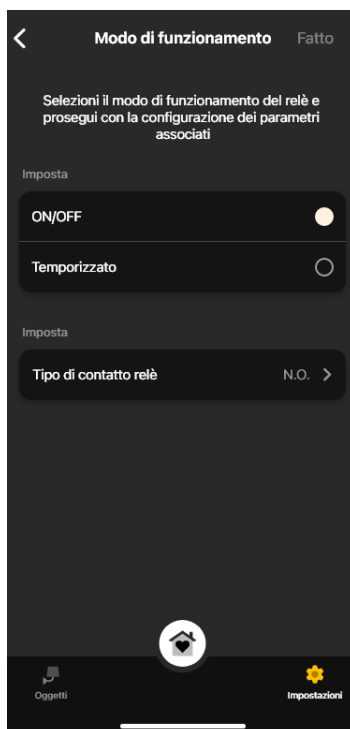 Modo di funzionamento Fatto
Selezioni il modo di funzionamento del relè e
prosegui con la configurazione dei parametri
associati
Imposta
ON/OFF
Temporizzato
Imposta
Tipo di contatto relè N.O.
Oggetti Impostazioni